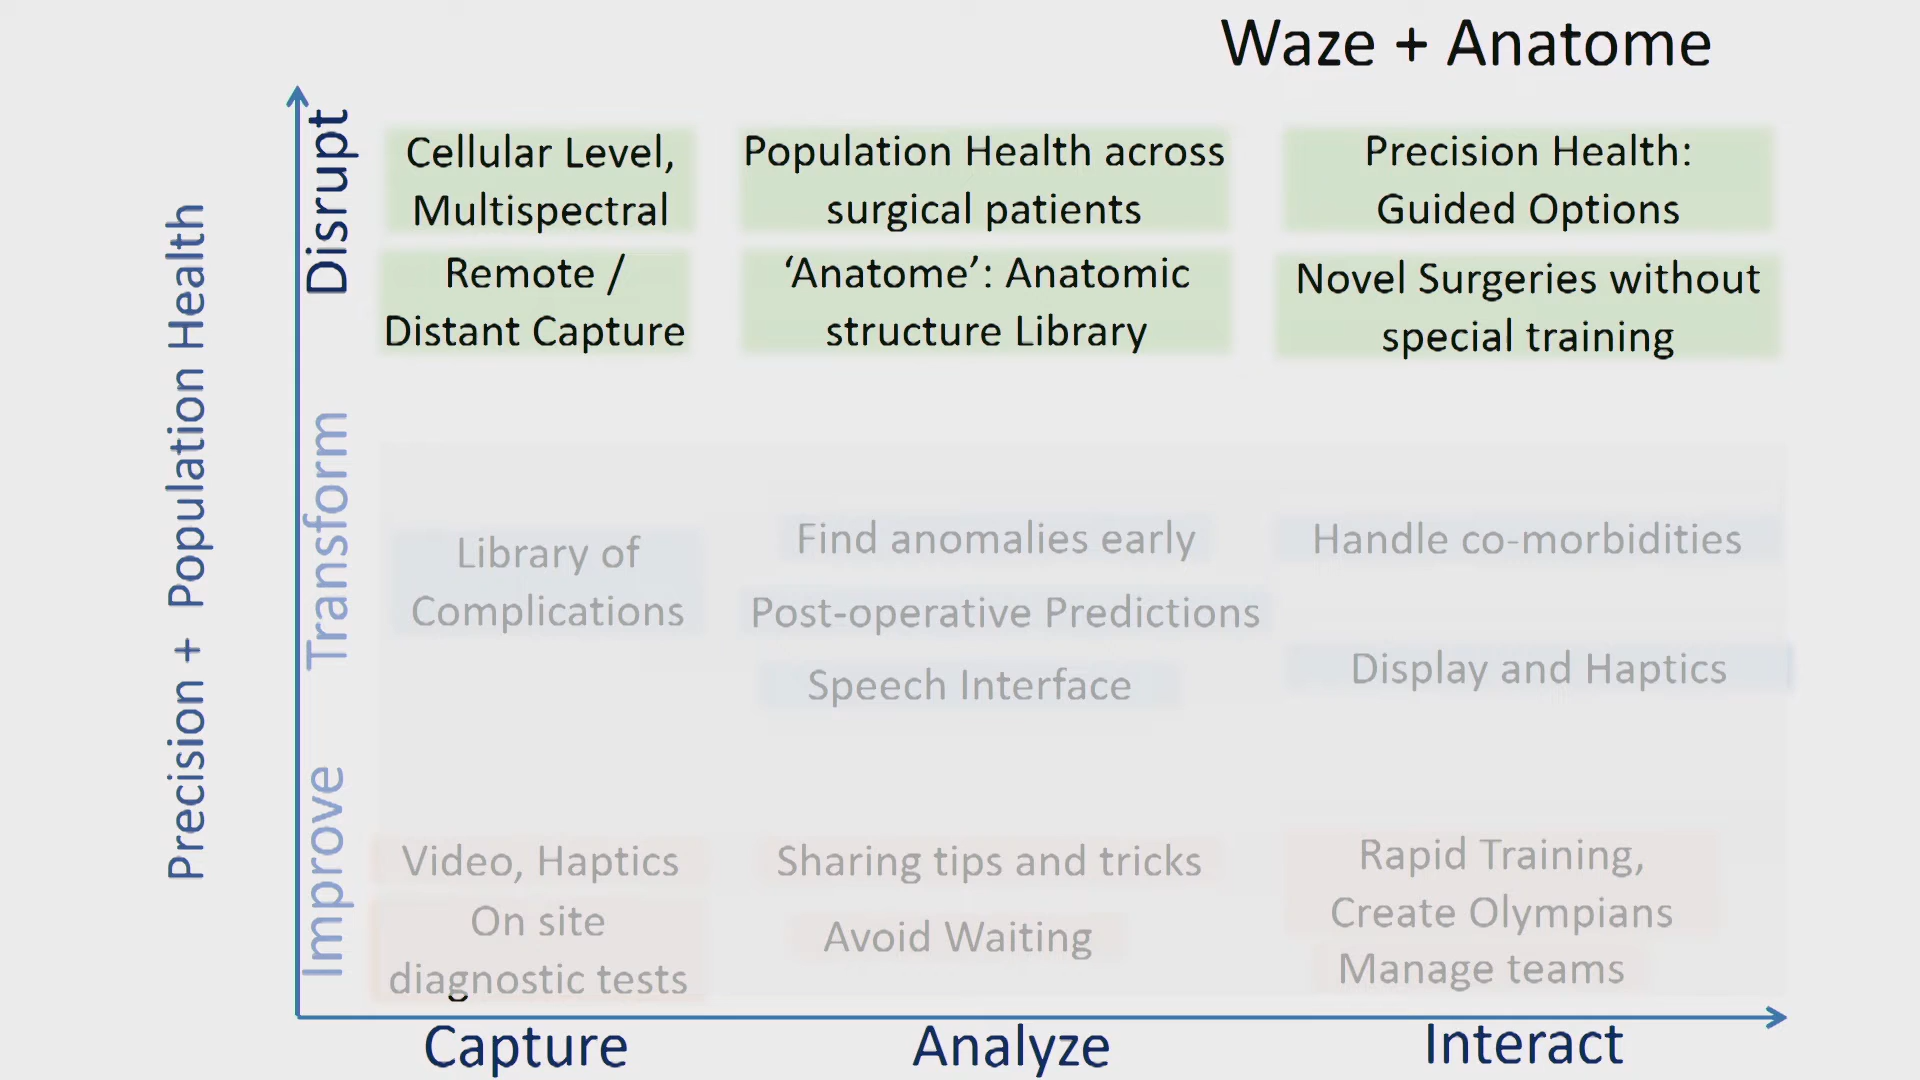 Waze + Anatome
Precision + Population Health
Disrupt
Cellular Level,
Multispectral
Population Health across
surgical patients
Precision Health:
Guided Options
Remote /
Distant Capture
‘Anatome’: Anatomic
structure Library
Novel Surgeries without
special training
Transform
Library of
Complications
Find anomalies early
Post-operative Predictions
Speech Interface
Handle co-morbidities
Display and Haptics
Improve
Video, Haptics
On site
diagnostic tests
Sharing tips and tricks
Avoid Waiting
Rapid Training,
Create Olympians
Manage teams
Capture
Analyze
Interact